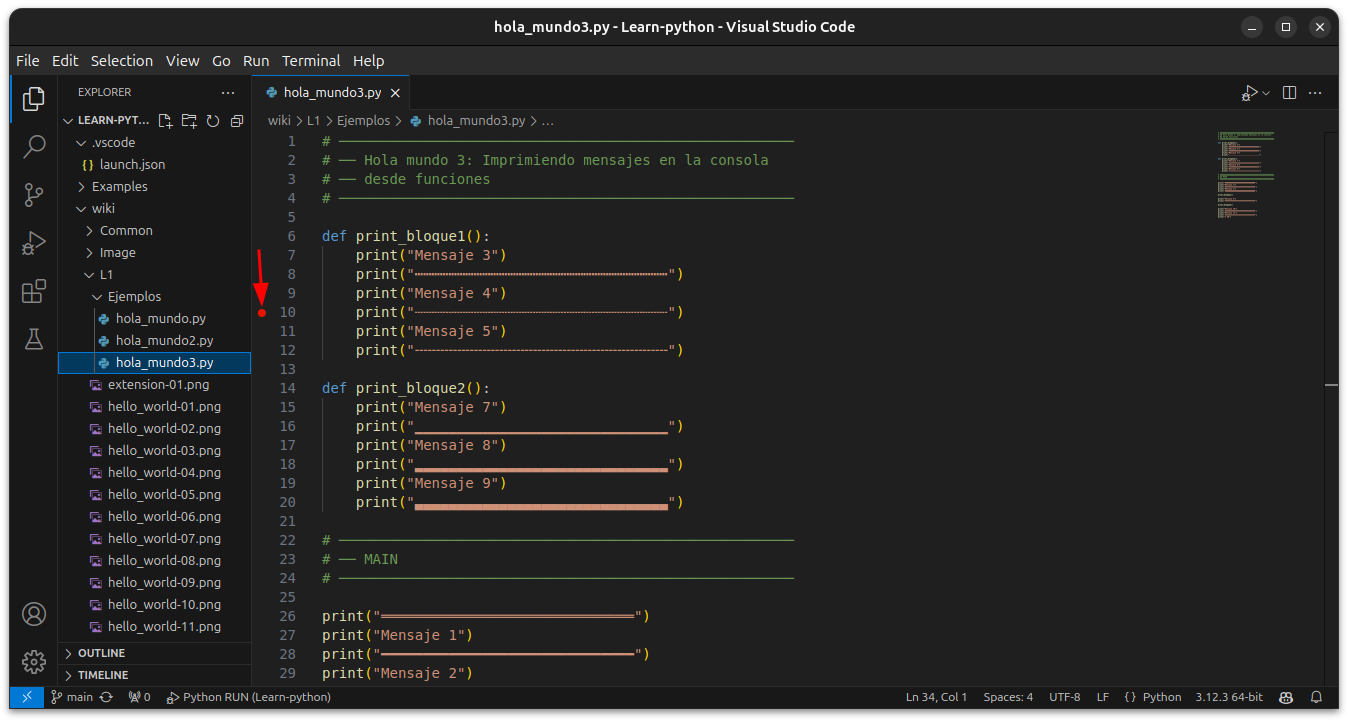 hola_mundo3.py - Learn-python - Visual Studio Code
File Edit Selection View Go Run Terminal Help
EXPLORER
LEARN-PYT...
.vscode
{} launch.json
Examples
wiki
Common
Image
L1
Ejemplos
hola_mundo.py
hola_mundo2.py
hola_mundo3.py
extension-01.png
hello_world-01.png
hello_world-02.png
hello_world-03.png
hello_world-04.png
hello_world-05.png
hello_world-06.png
hello_world-07.png
hello_world-08.png
hello_world-09.png
hello_world-10.png
hello_world-11.png
OUTLINE
TIMELINE
hola_mundo3.py
wiki > L1 > Ejemplos > hola_mundo3.py > ...
1 # ──────────────────────────────────────────────────────
2 # ── Hola mundo 3: Imprimiendo mensajes en la consola
3 # ── desde funciones
4 # ──────────────────────────────────────────────────────
5
6 def print_bloque1():
7 print("Mensaje 3")
8 print("╍╍╍╍╍╍╍╍╍╍╍╍╍╍╍╍╍╍╍╍╍╍╍╍╍╍╍╍╍╍")
9 print("Mensaje 4")
10 print("┄┄┄┄┄┄┄┄┄┄┄┄┄┄┄┄┄┄┄┄┄┄┄┄┄┄┄┄┄┄")
11 print("Mensaje 5")
12 print("╌╌╌╌╌╌╌╌╌╌╌╌╌╌╌╌╌╌╌╌╌╌╌╌╌╌╌╌╌╌")
13
14 def print_bloque2():
15 print("Mensaje 7")
16 print("▁▁▁▁▁▁▁▁▁▁▁▁▁▁▁▁▁▁▁▁▁▁▁▁▁▁▁▁▁▁")
17 print("Mensaje 8")
18 print("▂▂▂▂▂▂▂▂▂▂▂▂▂▂▂▂▂▂▂▂▂▂▂▂▂▂▂▂▂▂")
19 print("Mensaje 9")
20 print("▃▃▃▃▃▃▃▃▃▃▃▃▃▃▃▃▃▃▃▃▃▃▃▃▃▃▃▃▃▃")
21
22 # ──────────────────────────────────────────────────────
23 # ── MAIN
24 # ──────────────────────────────────────────────────────
25
26 print("══════════════════════════════")
27 print("Mensaje 1")
28 print("━━━━━━━━━━━━━━━━━━━━━━━━━━━━━━")
29 print("Mensaje 2")
main 0 Python RUN (Learn-python) Ln 34, Col 1 Spaces: 4 UTF-8 LF {} Python 3.12.3 64-bit